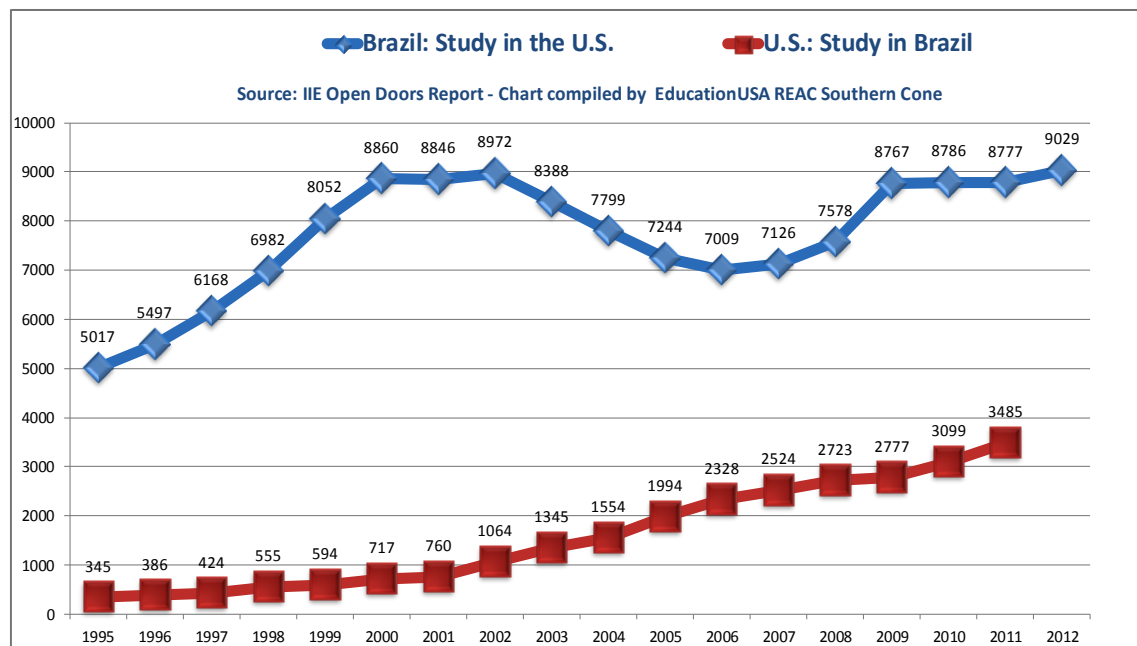 Brazil: Study in the U.S. U.S.: Study in Brazil
Source: IIE Open Doors Report - Chart compiled by EducationUSA REAC Southern Cone
10000
9000
8000
7000
6000
5000
4000
3000
2000
1000
0
5017 5497 6168 6982 8052 8860 8846 8972 8388 7799 7244 7009 7126 7578 8767 8786 8777 9029
345 386 424 555 594 717 760 1064 1345 1554 1994 2328 2524 2723 2777 3099 3485
1995 1996 1997 1998 1999 2000 2001 2002 2003 2004 2005 2006 2007 2008 2009 2010 2011 2012